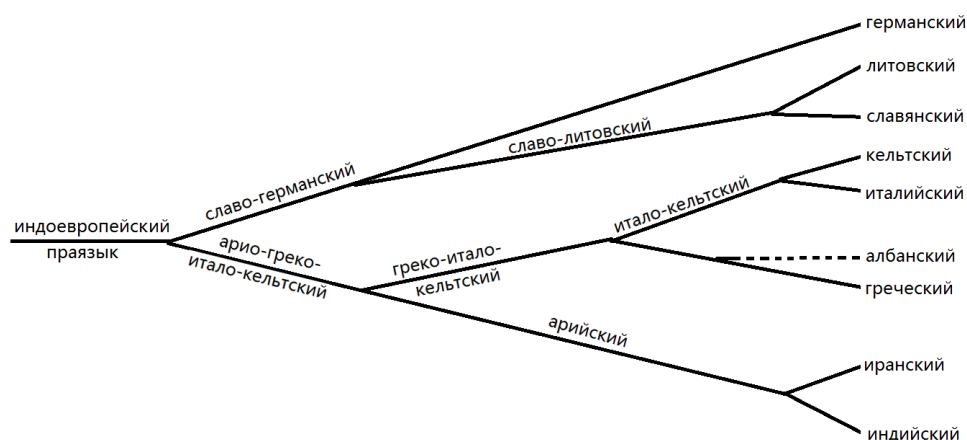 германский
литовский
славо-литовский
славянский
кельтский
славо-германский
итало-кельтский
италийский
индоевропейский
праязык
арио-греко-
итало-кельтский
греко-итало-
кельтский
албанский
греческий
арийский
иранский
индийский